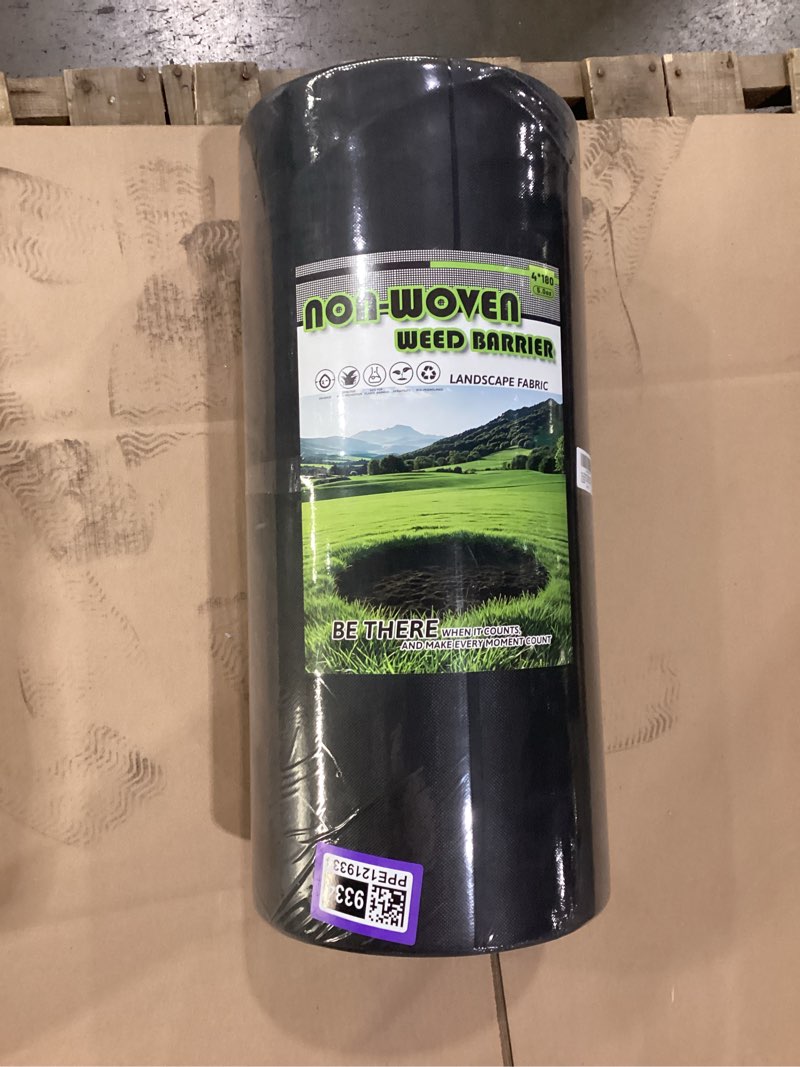 4*180
NON-WOVEN
WEED BARRIER
LANDSCAPE FABRIC
BE THERE WHEN IT COUNTS,
AND MAKE EVERY MOMENT COUNT
PPE121933